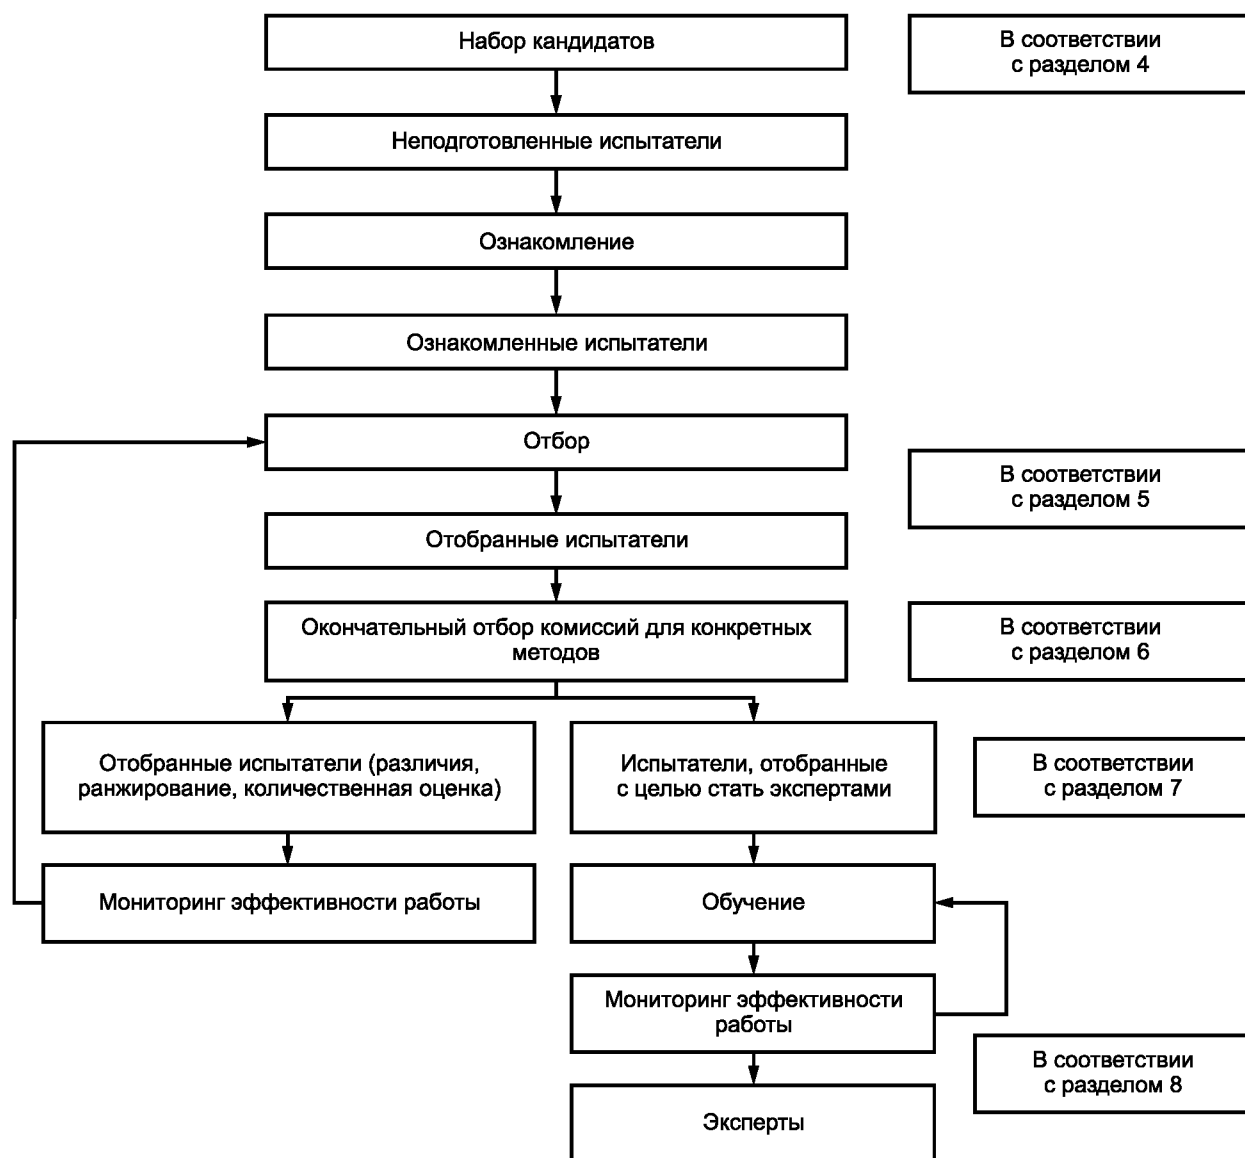 Набор кандидатов
В соответствии
с разделом 4
Неподготовленные испытатели
Ознакомление
Ознакомленные испытатели
Отбор
В соответствии
с разделом 5
Отобранные испытатели
Окончательный отбор комиссий для конкретных
методов
В соответствии
с разделом 6
Отобранные испытатели (различия,
ранжирование, количественная оценка)
Испытатели, отобранные
с целью стать экспертами
В соответствии
с разделом 7
Мониторинг эффективности работы
Обучение
Мониторинг эффективности
работы
В соответствии
с разделом 8
Эксперты